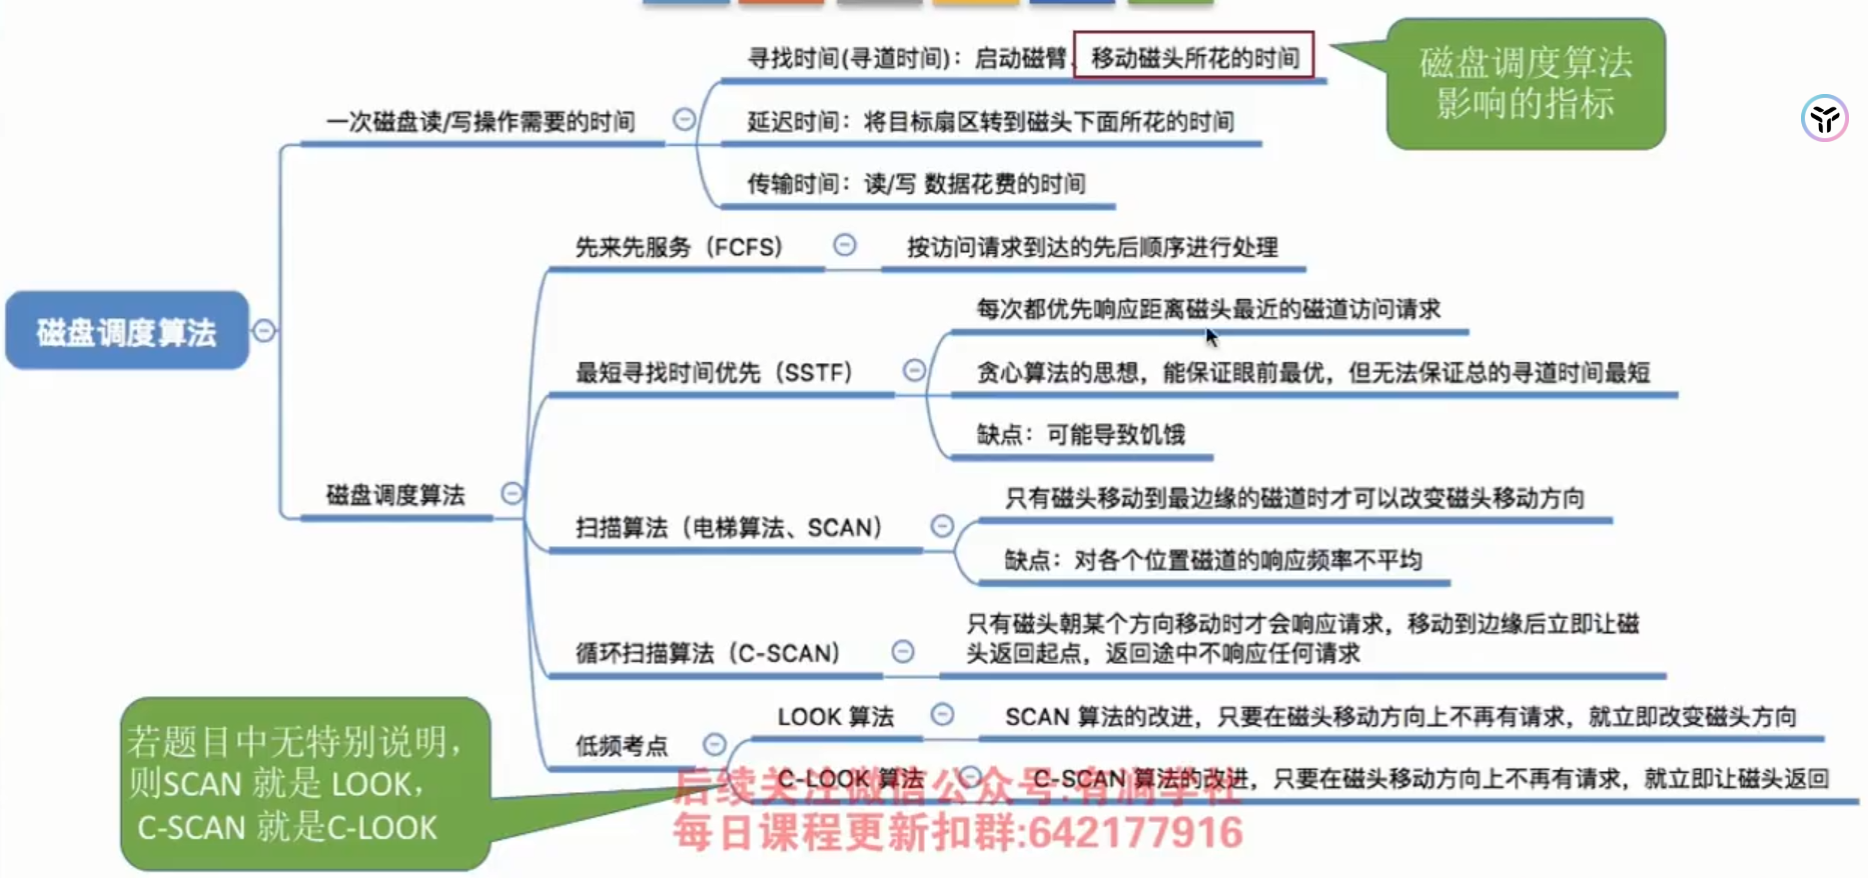 寻找时间(寻道时间)：启动磁臂、移动磁头所花的时间
磁盘调度算法
影响的指标
一次磁盘读/写操作需要的时间
延迟时间：将目标扇区转到磁头下面所花的时间
传输时间：读/写 数据花费的时间
先来先服务（FCFS）
按访问请求到达的先后顺序进行处理
每次都优先响应距离磁头最近的磁道访问请求
磁盘调度算法
最短寻找时间优先（SSTF）
贪心算法的思想，能保证眼前最优，但无法保证总的寻道时间最短
缺点：可能导致饥饿
磁盘调度算法
只有磁头移动到最边缘的磁道时才可以改变磁头移动方向
扫描算法（电梯算法、SCAN）
缺点：对各个位置磁道的响应频率不平均
只有磁头朝某个方向移动时才会响应请求，移动到边缘后立即让磁
头返回起点，返回途中不响应任何请求
循环扫描算法（C-SCAN）
LOOK 算法
SCAN 算法的改进，只要在磁头移动方向上不再有请求，就立即改变磁头方向
低频考点
C-LOOK 算法
C-SCAN 算法的改进，只要在磁头移动方向上不再有请求，就立即让磁头返回
若题目中无特别说明，
则SCAN 就是 LOOK，
C-SCAN 就是C-LOOK
后续关注微信公众号:有润学社
每日课程更新扣群:642177916